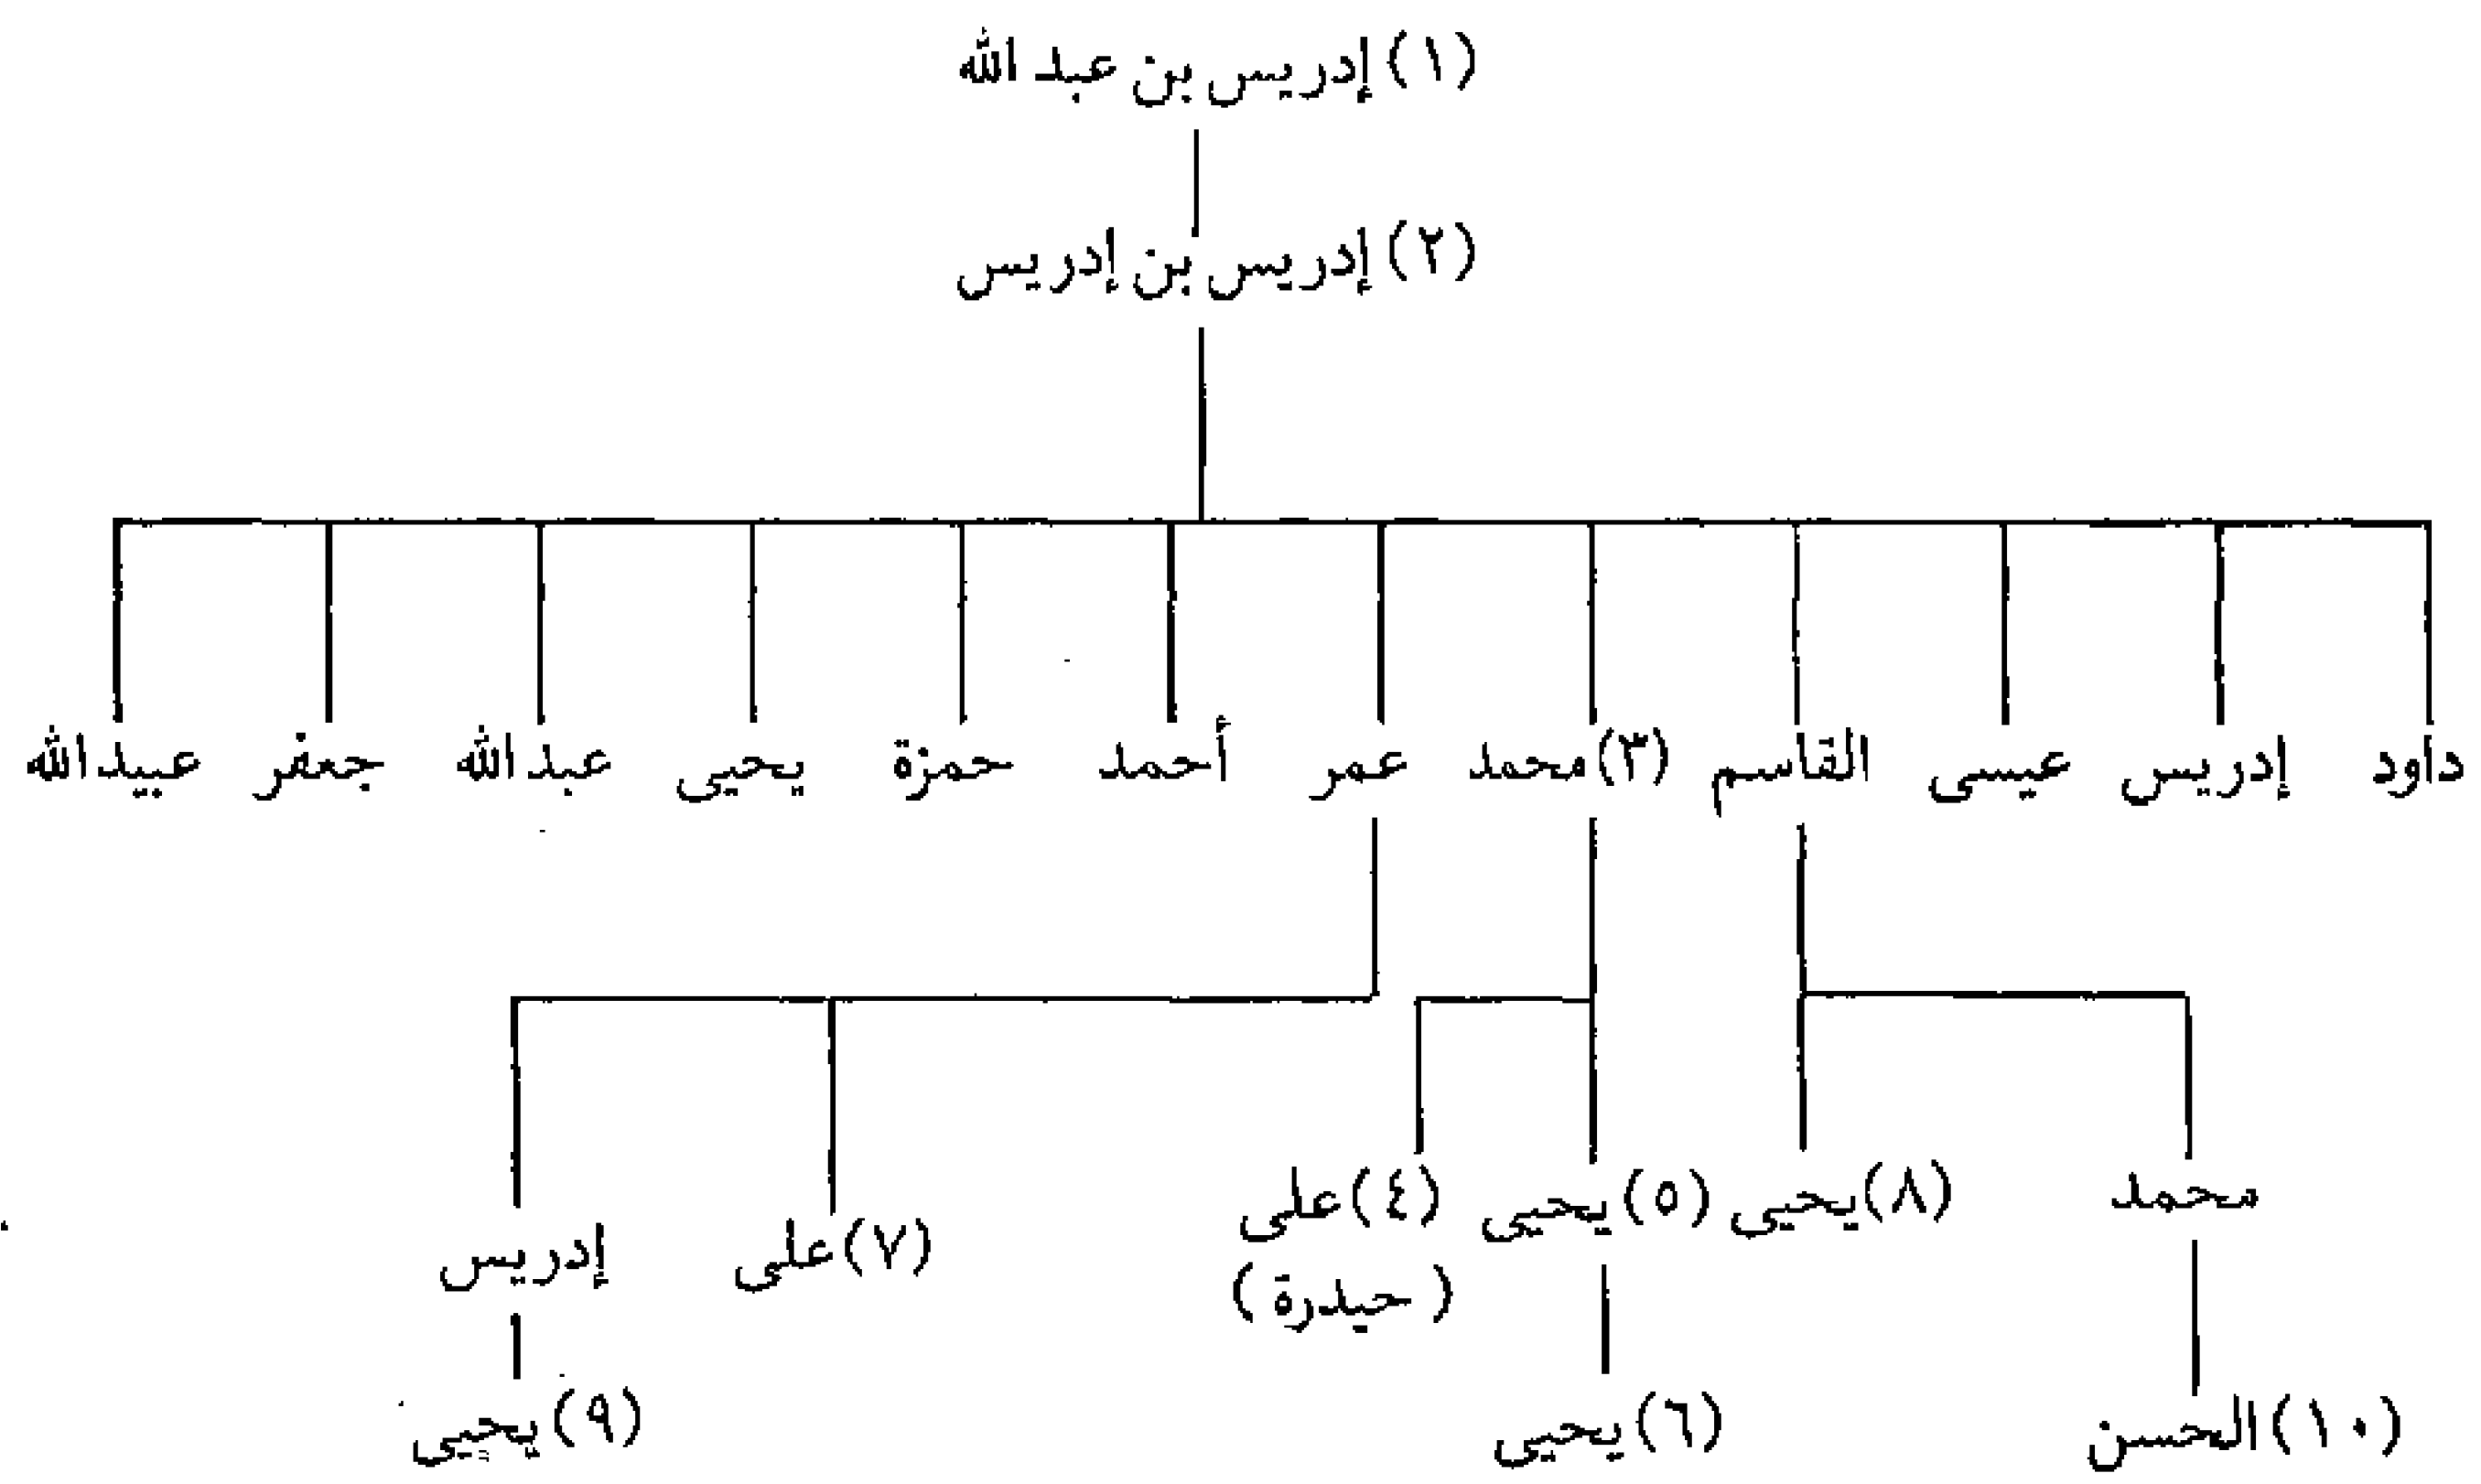 (١) إدريس بن عبد الله
(٢) إدريس بن إدريس
داود إدريس عيسى القاسم (٣) محمد عمر أحمد حمزة يحيى عبدالله جعفر عبيدالله
محمد (٨) يحيى (٥) يحيى (٤) على
(٧) على إدريس
(حيدرة)
(١٠) الحسن (٦) يحيى (٩) يحيى